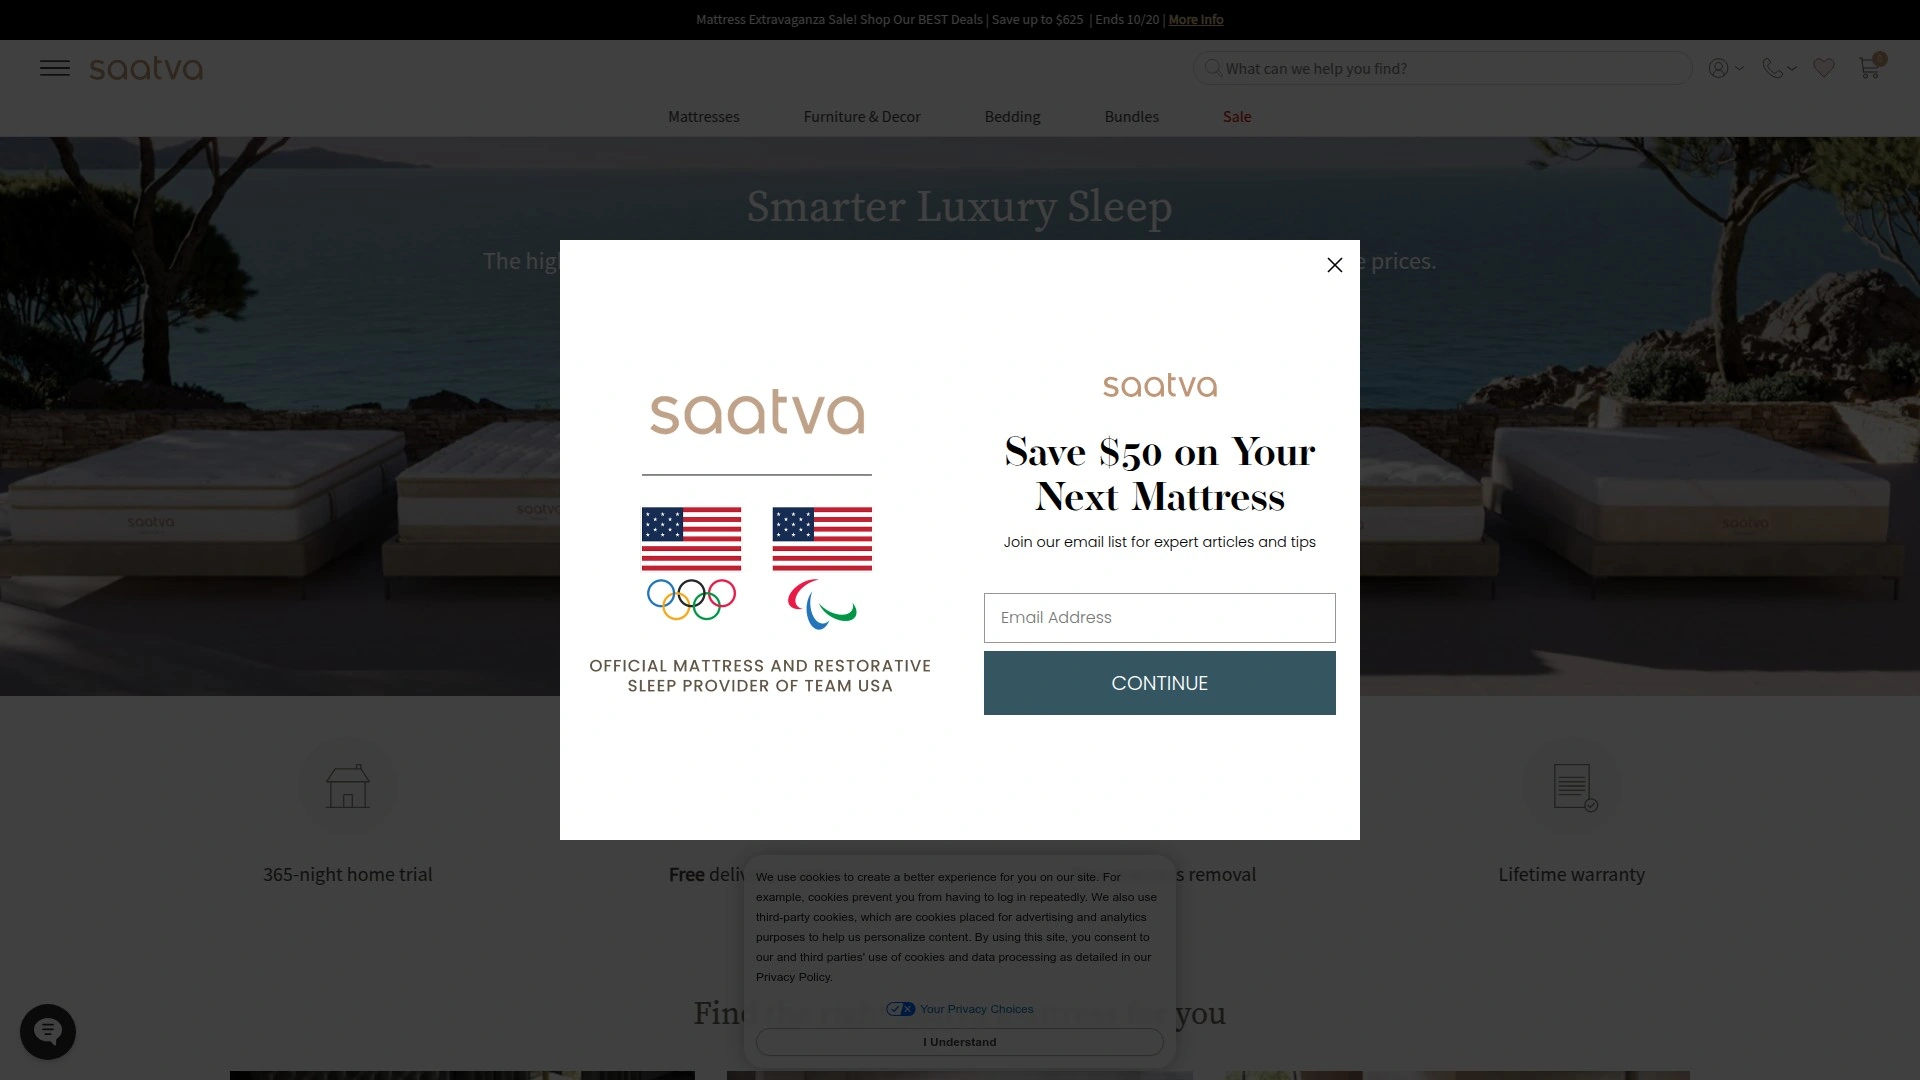 Mattress Extravaganza Sale! Shop Our BEST Deals | Save up to $625 | Ends 10/20 | More Info
saatva
What can we help you find?
0
Mattresses
Furniture & Decor
Bedding
Bundles
Sale
Smarter Luxury Sleep
The hig
prices.
saatva
OFFICIAL MATTRESS AND RESTORATIVE
SLEEP PROVIDER OF TEAM USA
saatva
Save $50 on Your
Next Mattress
Join our email list for expert articles and tips
Email Address
CONTINUE
saatva
saatva
saatva
365-night home trial
Free deliv
s removal
Lifetime warranty
We use cookies to create a better experience for you on our site. For
example, cookies prevent you from having to log in repeatedly. We also use
third-party cookies, which are cookies placed for advertising and analytics
purposes to help us personalize content. By using this site, you consent to
our and third parties' use of cookies and data processing as detailed in our
Privacy Policy.
Your Privacy Choices
I Understand
Find
you